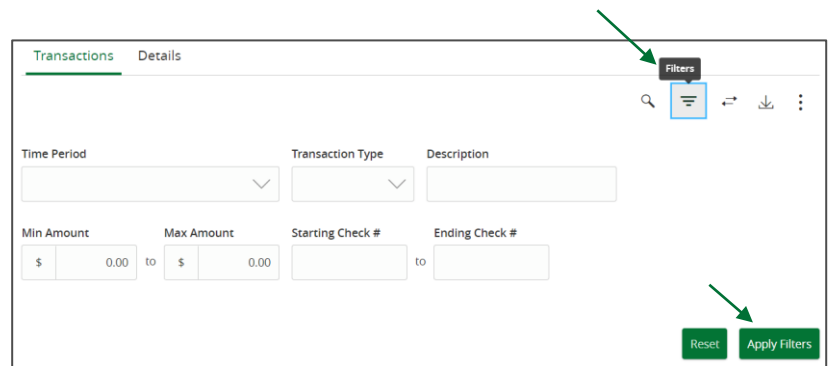 Transactions Details
Filters
Time Period Transaction Type Description
Min Amount Max Amount Starting Check # Ending Check #
$ 0.00 to $ 0.00 to
Reset Apply Filters